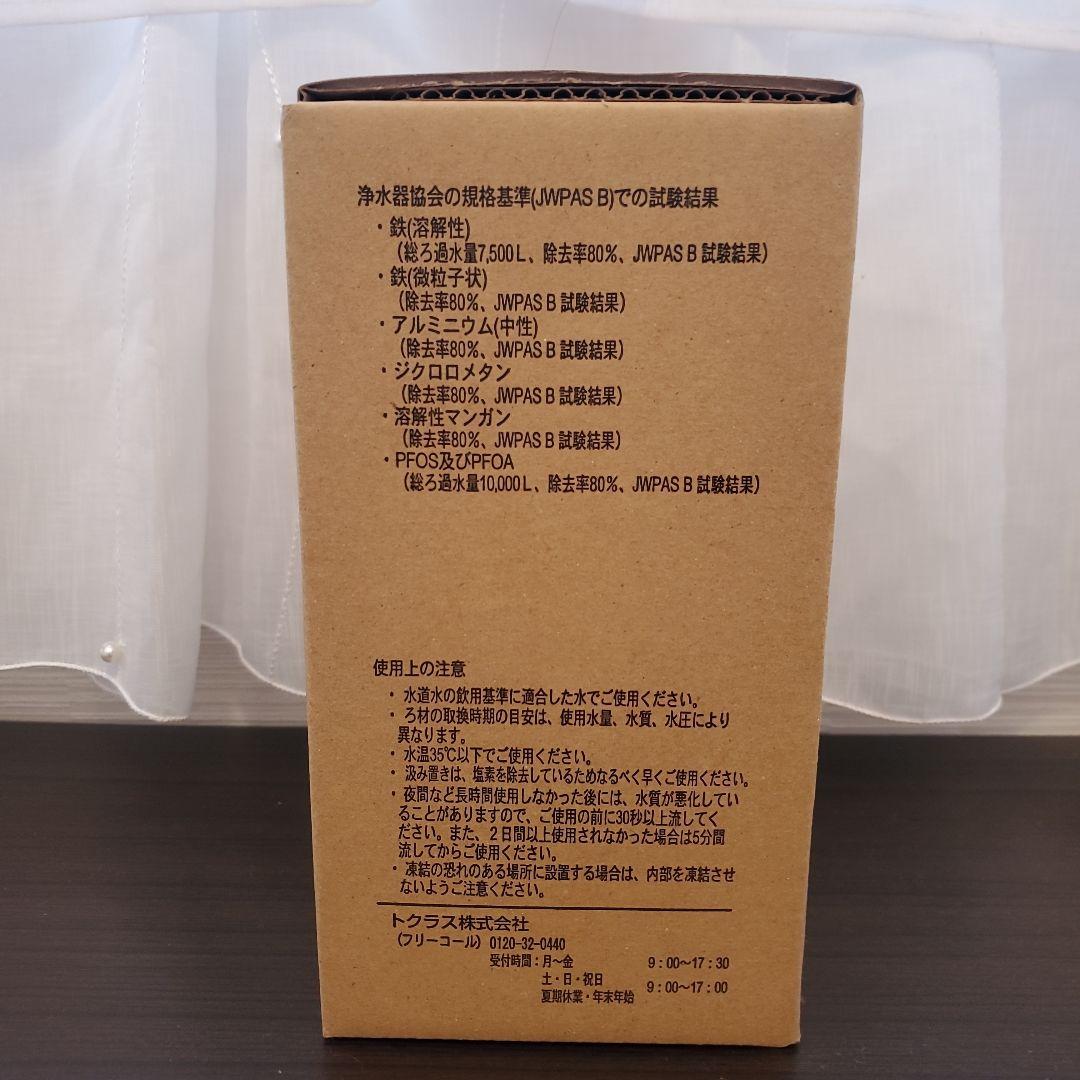 浄水器協会の規格基準(JWPAS B)での試験結果
・鉄(溶解性)
(総ろ過水量7,500L、除去率80%、JWPAS B 試験結果)
・鉄(微粒子状)
(除去率80%、JWPAS B 試験結果)
・アルミニウム(中性)
(除去率80%、JWPAS B 試験結果)
・ジクロロメタン
(除去率80%、JWPAS B 試験結果)
・溶解性マンガン
(除去率80%、JWPAS B 試験結果)
・PFOS及びPFOA
(総ろ過水量10,000L、除去率80%、JWPAS B 試験結果)
使用上の注意
・水道水の飲用基準に適合した水でご使用ください。
・ろ材の取換時期の目安は、使用水量、水質、水圧により
異なります。
・水温35℃以下でご使用ください。
・汲み置きは、塩素を除去しているためなるべく早くご使用ください。
・夜間など長時間使用しなかった後には、水質が悪化してい
ることがありますので、ご使用の前に30秒以上流してく
ださい。また、2日間以上使用されなかった場合は5分間
流してからご使用ください。
・凍結の恐れのある場所に設置する場合は、内部を凍結させ
ないようご注意ください。
トクラス株式会社
(フリーコール) 0120-32-0440
受付時間：月〜金 9：00〜17：30
土・日・祝日
夏期休業・年末年始 9：00〜17：00